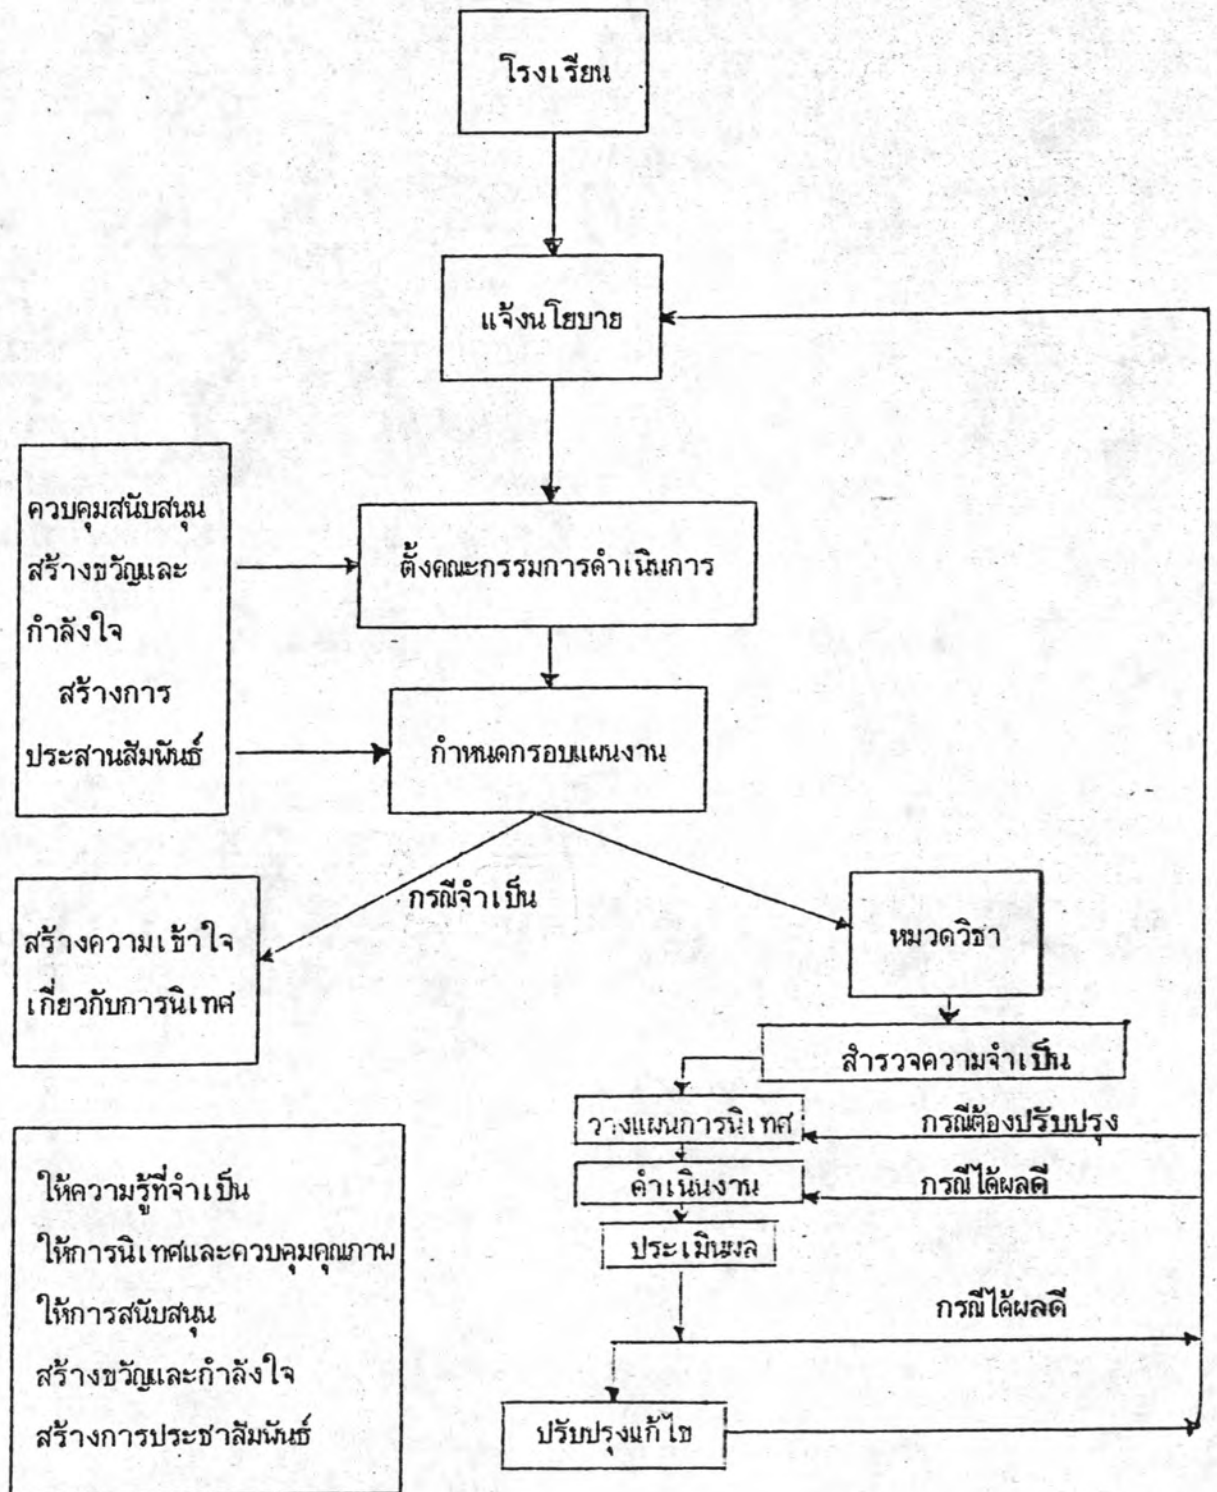 โรงเรียน
แจ้งนโยบาย
ควบคุมสนับสนุน
สร้างขวัญและ
กำลังใจ
สร้างการ
ประสานสัมพันธ์
ตั้งคณะกรรมการดำเนินการ
กำหนดกรอบแผนงาน
กรณีจำเป็น
สร้างความเข้าใจ
เกี่ยวกับการนิเทศ
หมวดวิชา
สำรวจความจำเป็น
วางแผนการนิเทศ
กรณีต้องปรับปรุง
ดำเนินงาน
กรณีได้ผลดี
ประเมินผล
กรณีได้ผลดี
ปรับปรุงแก้ไข
ให้ความรู้ที่จำเป็น
ให้การนิเทศและควบคุมคุณภาพ
ให้การสนับสนุน
สร้างขวัญและกำลังใจ
สร้างการประชาสัมพันธ์